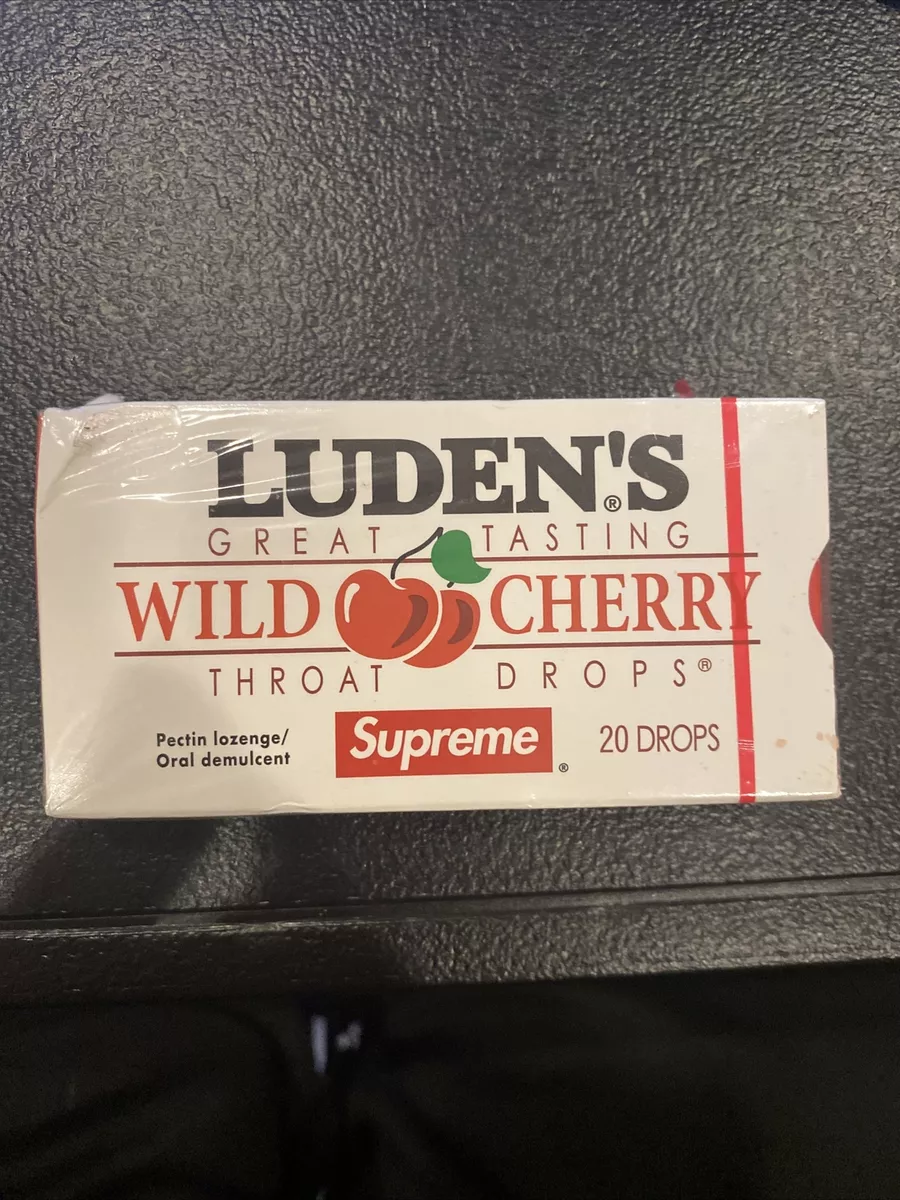 LUDEN'S®
GREAT TASTING
WILD CHERRY
THROAT DROPS®
Pectin lozenge/
Oral demulcent
Supreme®
20 DROPS